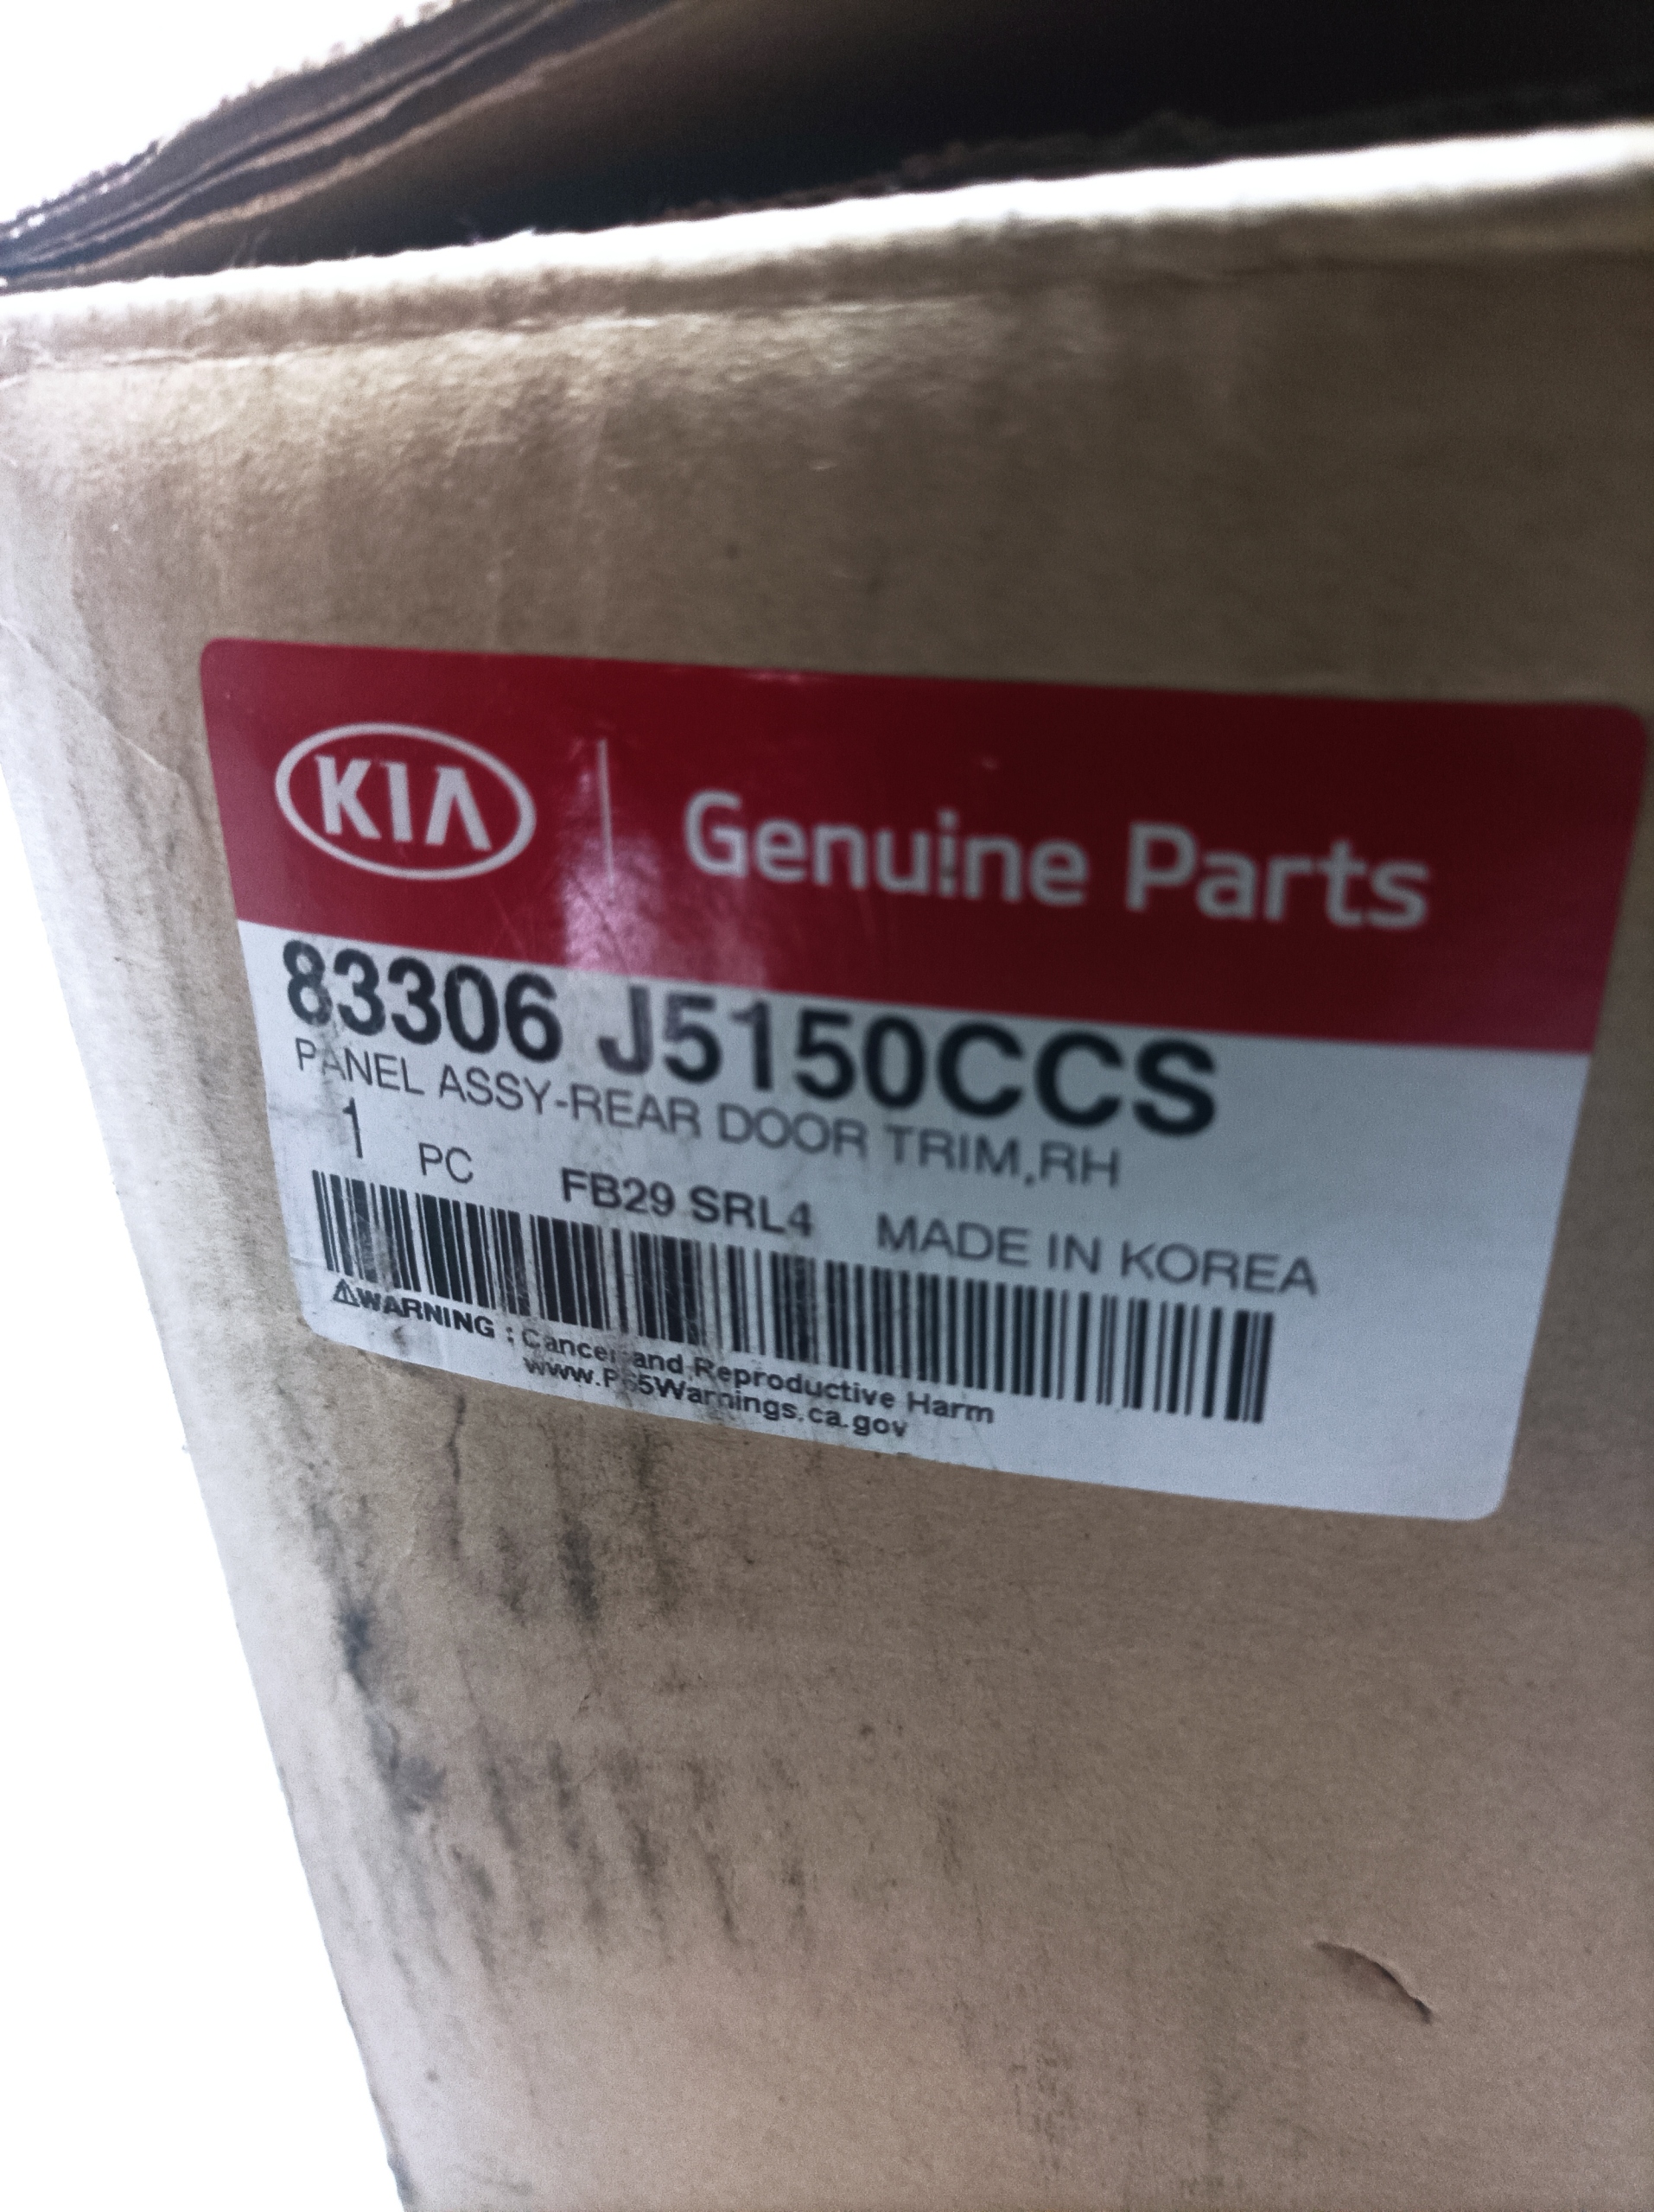 KIA Genuine Parts
83306 J5150CCS
PANEL ASSY-REAR DOOR TRIM,RH
1 PC FB29 SRL4 MADE IN KOREA
⚠WARNING : Cancer and Reproductive Harm
www.P65Warnings.ca.gov